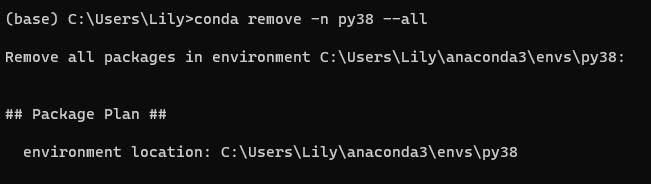 (base) C:\Users\Lily>conda remove -n py38 --all
Remove all packages in environment C:\Users\Lily\anaconda3\envs\py38:
## Package Plan ##
environment location: C:\Users\Lily\anaconda3\envs\py38